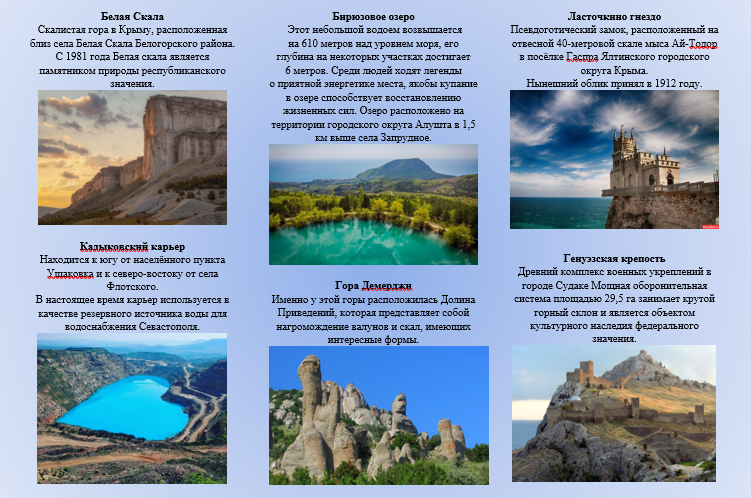 Белая Скала
Скалистая гора в Крыму, расположенная
близ села Белая Скала Белогорского района.
С 1981 года Белая скала является
памятником природы республиканского
значения.
Кадыковский карьер
Находится к югу от населённого пункта
Ушаковка и к северо-востоку от села
Флотского.
В настоящее время карьер используется в
качестве резервного источника воды для
водоснабжения Севастополя.
Бирюзовое озеро
Этот небольшой водоем возвышается
на 610 метров над уровнем моря, его
глубина на некоторых участках достигает
6 метров. Среди людей ходят легенды
о приятной энергетике места, якобы купание
в озере способствует восстановлению
жизненных сил. Озеро расположено на
территории городского округа Алушта в 1,5
км выше села Запрудное.
Гора Демерджи
Именно у этой горы расположилась Долина
Приведений, которая представляет собой
нагромождение валунов и скал, имеющих
интересные формы.
Ласточкино гнездо
Псевдоготический замок, расположенный на
отвесной 40-метровой скале мыса Ай-Тодор
в посёлке Гаспра Ялтинского городского
округа Крыма.
Нынешний облик принял в 1912 году.
Генуэзская крепость
Древний комплекс военных укреплений в
городе Судаке Мощная оборонительная
система площадью 29,5 га занимает крутой
горный склон и является объектом
культурного наследия федерального
значения.